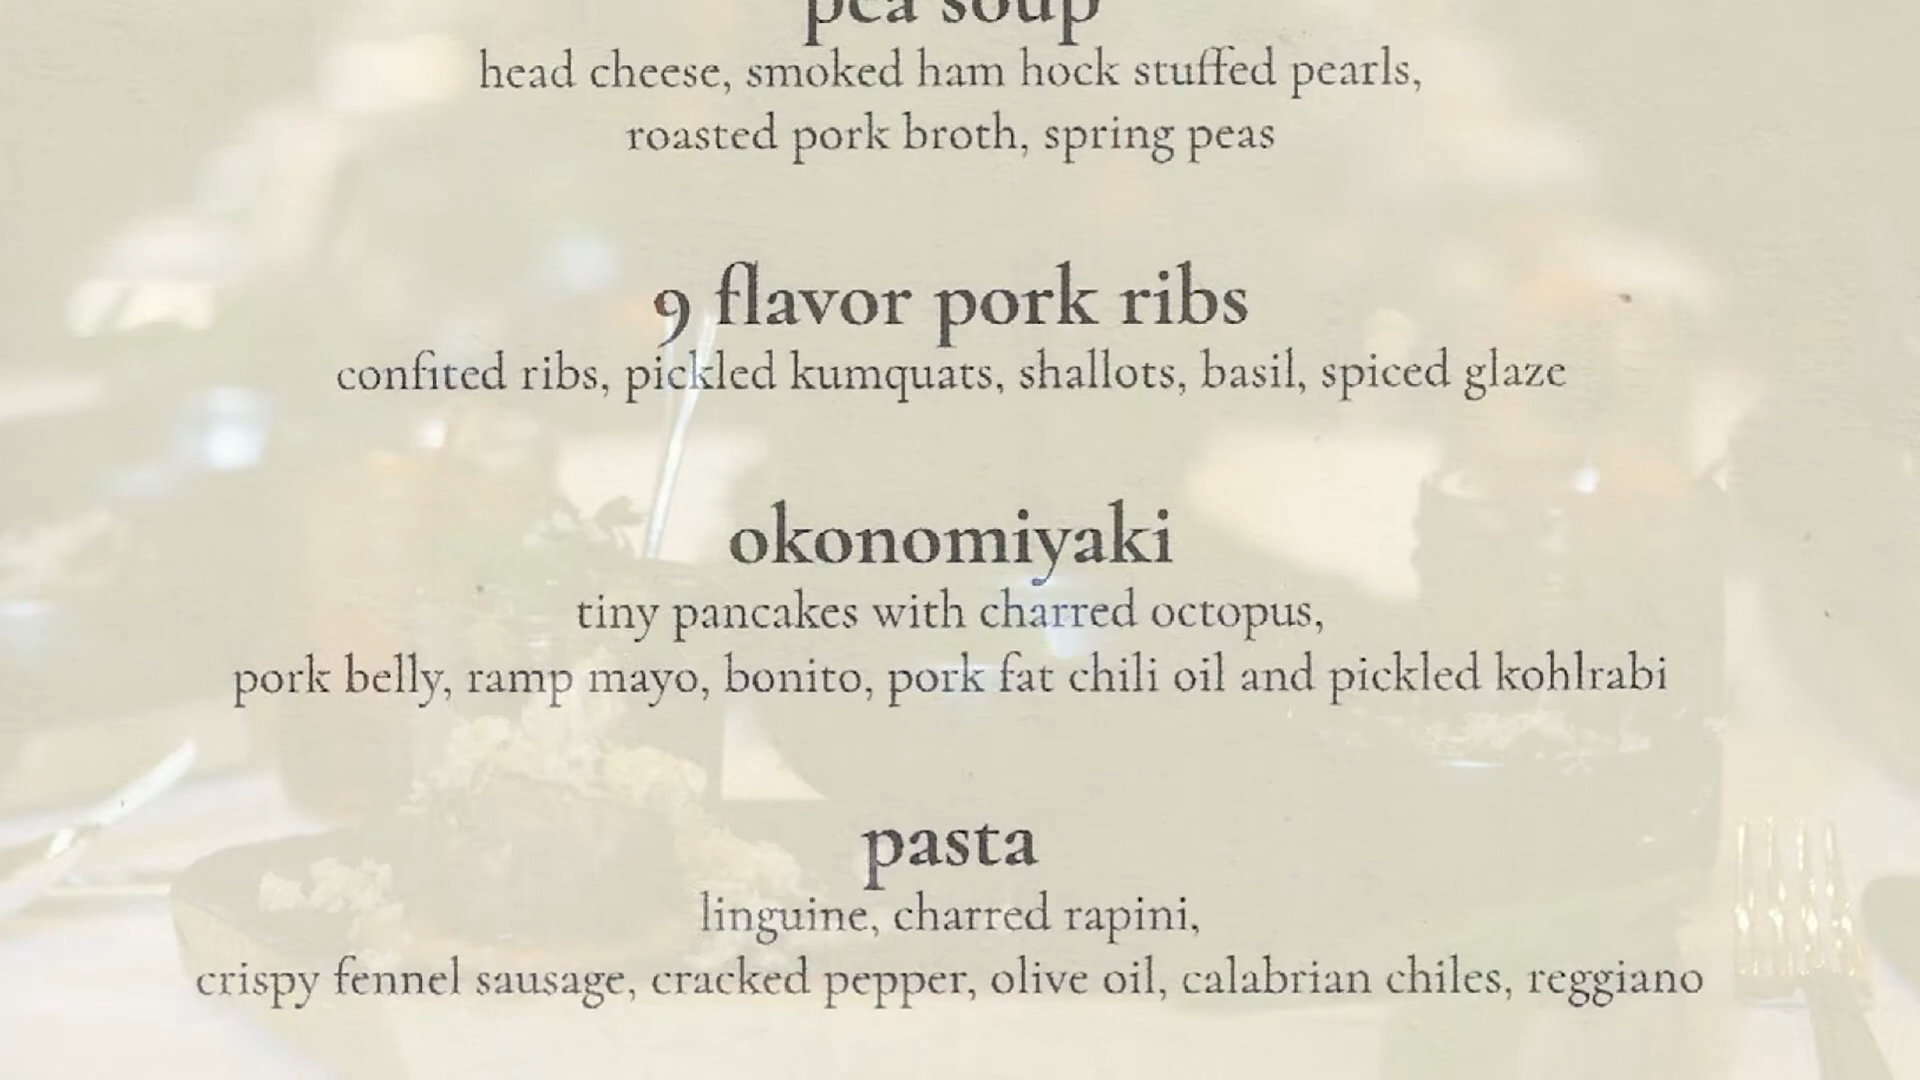 pea soup
head cheese, smoked ham hock stuffed pearls,
roasted pork broth, spring peas
9 flavor pork ribs
confited ribs, pickled kumquats, shallots, basil, spiced glaze
okonomiyaki
tiny pancakes with charred octopus,
pork belly, ramp mayo, bonito, pork fat chili oil and pickled kohlrabi
pasta
linguine, charred rapini,
crispy fennel sausage, cracked pepper, olive oil, calabrian chiles, reggiano